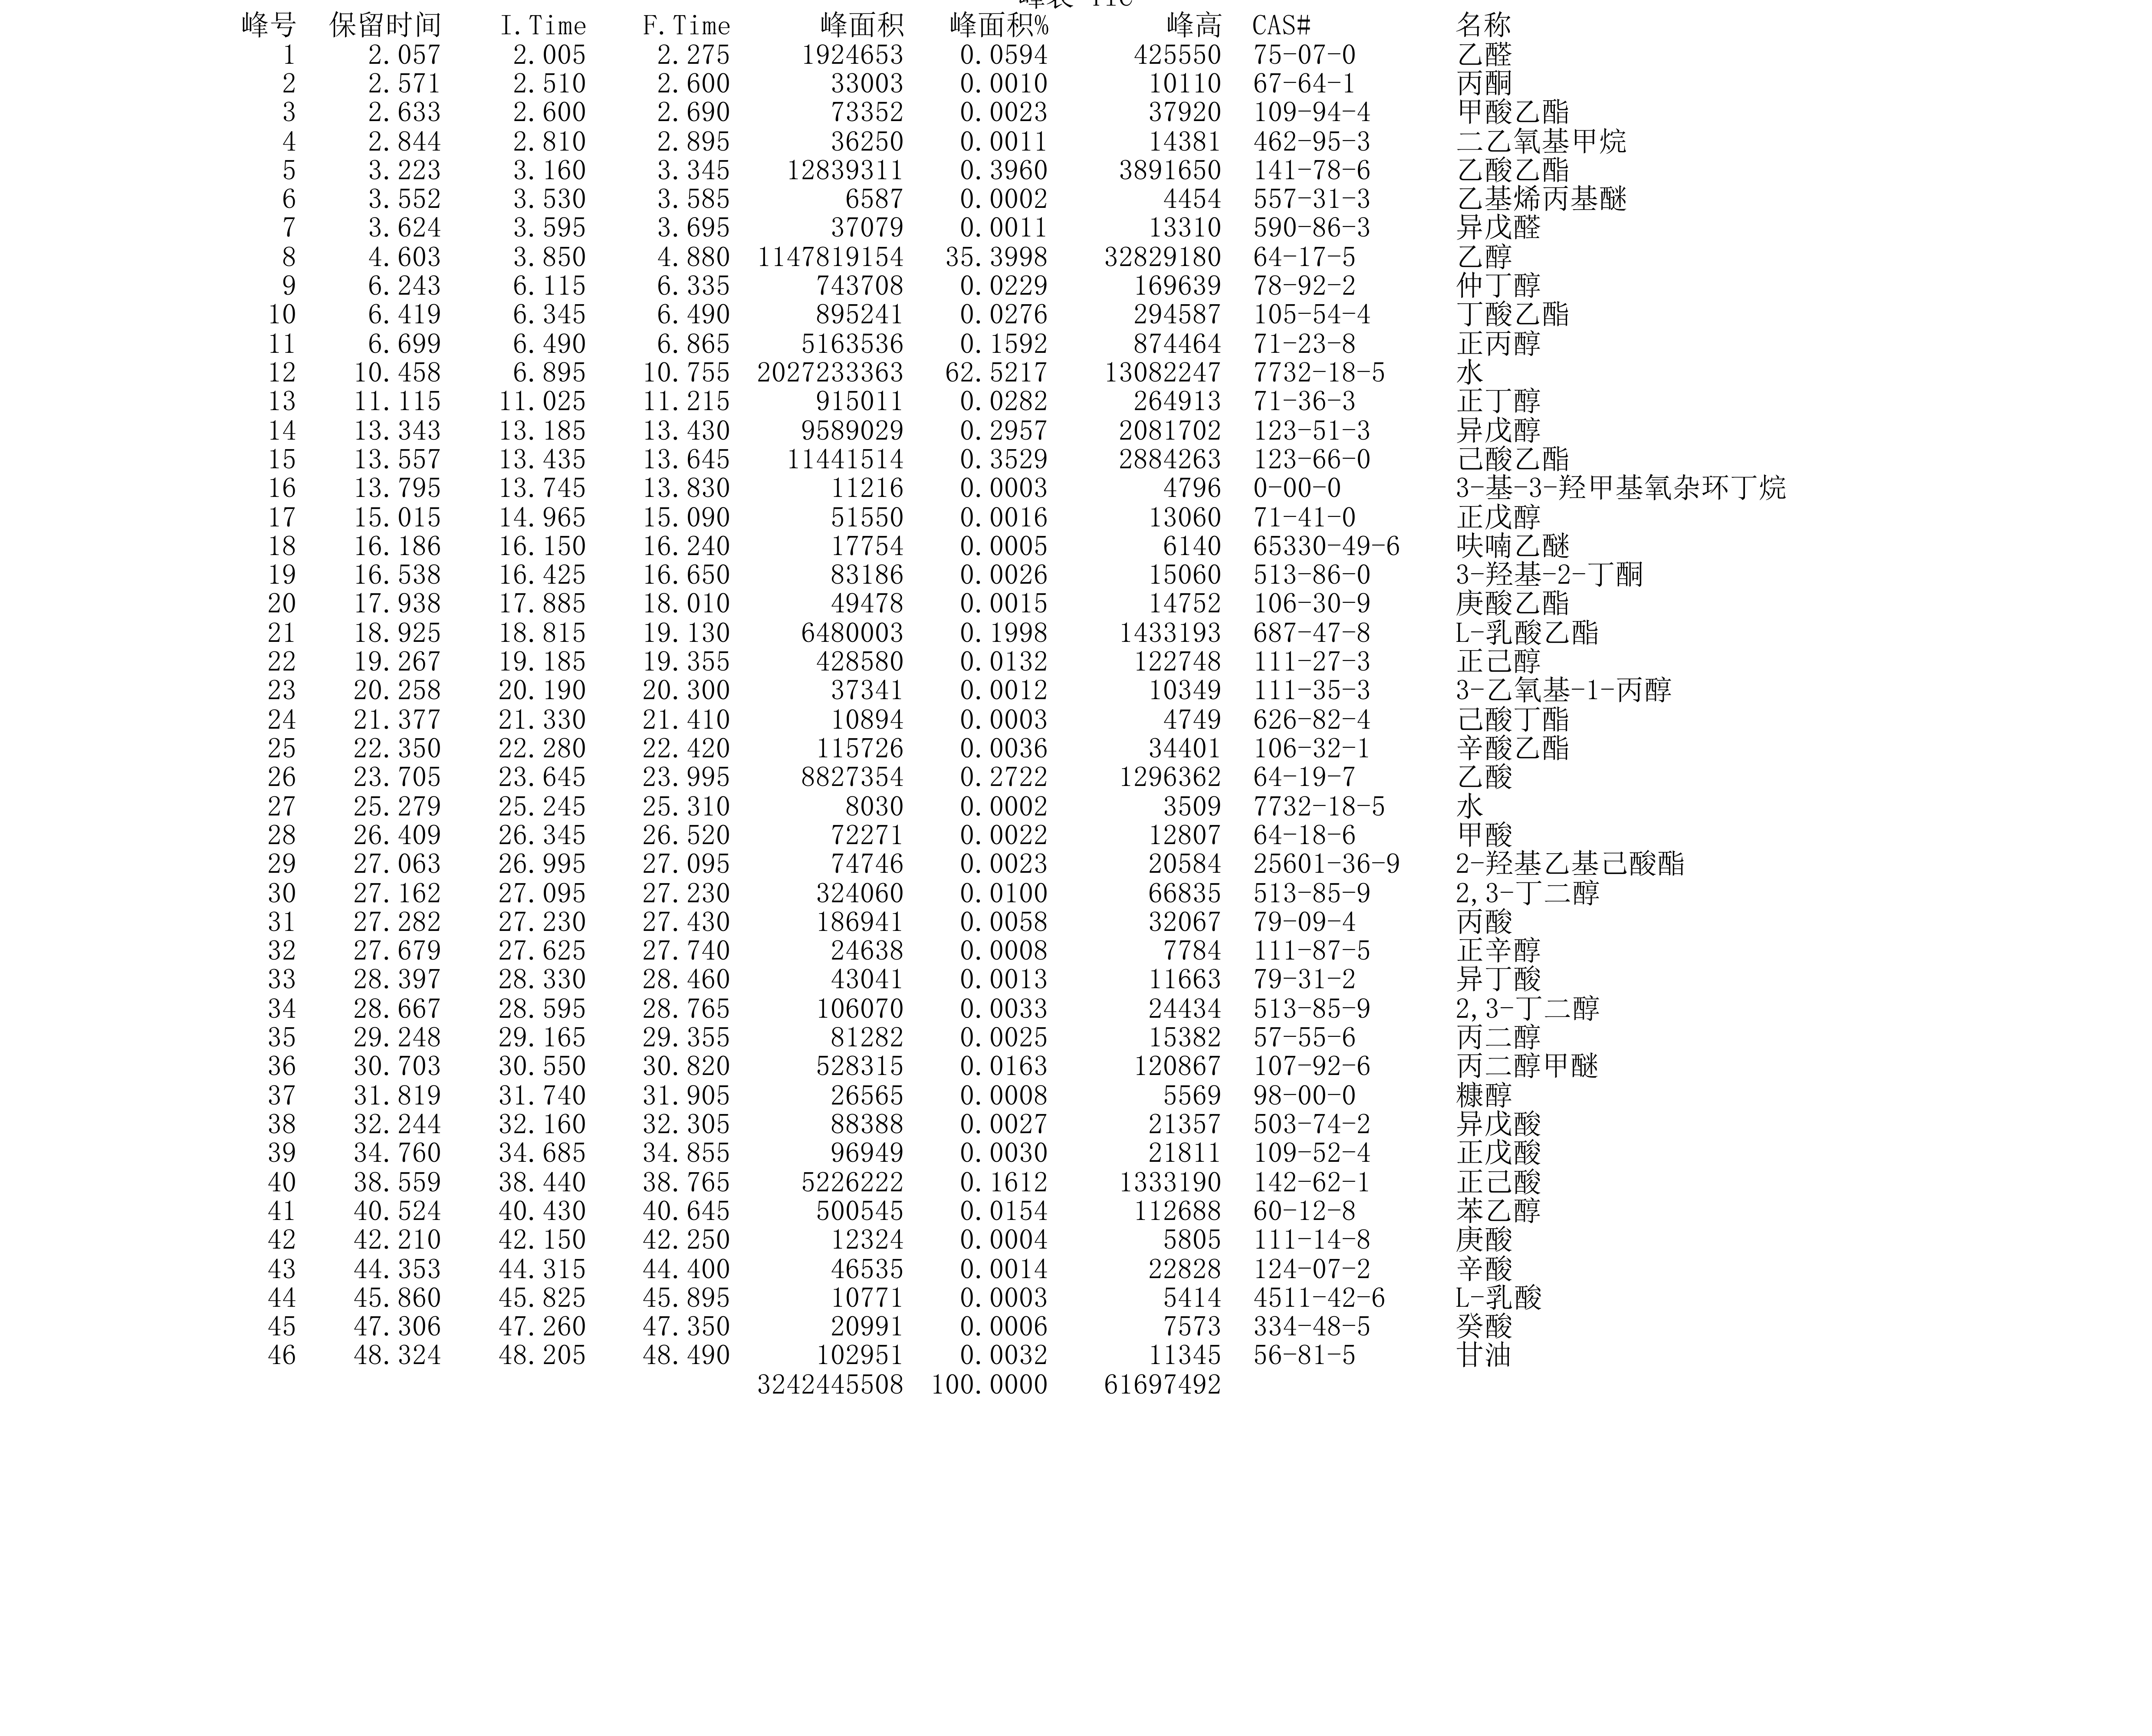 峰表 TIC
峰号 保留时间 I.Time F.Time 峰面积 峰面积% 峰高 CAS# 名称
1 2.057 2.005 2.275 1924653 0.0594 425550 75-07-0 乙醛
2 2.571 2.510 2.600 33003 0.0010 10110 67-64-1 丙酮
3 2.633 2.600 2.690 73352 0.0023 37920 109-94-4 甲酸乙酯
4 2.844 2.810 2.895 36250 0.0011 14381 462-95-3 二乙氧基甲烷
5 3.223 3.160 3.345 12839311 0.3960 3891650 141-78-6 乙酸乙酯
6 3.552 3.530 3.585 6587 0.0002 4454 557-31-3 乙基烯丙基醚
7 3.624 3.595 3.695 37079 0.0011 13310 590-86-3 异戊醛
8 4.603 3.850 4.880 1147819154 35.3998 32829180 64-17-5 乙醇
9 6.243 6.115 6.335 743708 0.0229 169639 78-92-2 仲丁醇
10 6.419 6.345 6.490 895241 0.0276 294587 105-54-4 丁酸乙酯
11 6.699 6.490 6.865 5163536 0.1592 874464 71-23-8 正丙醇
12 10.458 6.895 10.755 2027233363 62.5217 13082247 7732-18-5 水
13 11.115 11.025 11.215 915011 0.0282 264913 71-36-3 正丁醇
14 13.343 13.185 13.430 9589029 0.2957 2081702 123-51-3 异戊醇
15 13.557 13.435 13.645 11441514 0.3529 2884263 123-66-0 己酸乙酯
16 13.795 13.745 13.830 11216 0.0003 4796 0-00-0 3-基-3-羟甲基氧杂环丁烷
17 15.015 14.965 15.090 51550 0.0016 13060 71-41-0 正戊醇
18 16.186 16.150 16.240 17754 0.0005 6140 65330-49-6 呋喃乙醚
19 16.538 16.425 16.650 83186 0.0026 15060 513-86-0 3-羟基-2-丁酮
20 17.938 17.885 18.010 49478 0.0015 14752 106-30-9 庚酸乙酯
21 18.925 18.815 19.130 6480003 0.1998 1433193 687-47-8 L-乳酸乙酯
22 19.267 19.185 19.355 428580 0.0132 122748 111-27-3 正己醇
23 20.258 20.190 20.300 37341 0.0012 10349 111-35-3 3-乙氧基-1-丙醇
24 21.377 21.330 21.410 10894 0.0003 4749 626-82-4 己酸丁酯
25 22.350 22.280 22.420 115726 0.0036 34401 106-32-1 辛酸乙酯
26 23.705 23.645 23.995 8827354 0.2722 1296362 64-19-7 乙酸
27 25.279 25.245 25.310 8030 0.0002 3509 7732-18-5 水
28 26.409 26.345 26.520 72271 0.0022 12807 64-18-6 甲酸
29 27.063 26.995 27.095 74746 0.0023 20584 25601-36-9 2-羟基乙基己酸酯
30 27.162 27.095 27.230 324060 0.0100 66835 513-85-9 2,3-丁二醇
31 27.282 27.230 27.430 186941 0.0058 32067 79-09-4 丙酸
32 27.679 27.625 27.740 24638 0.0008 7784 111-87-5 正辛醇
33 28.397 28.330 28.460 43041 0.0013 11663 79-31-2 异丁酸
34 28.667 28.595 28.765 106070 0.0033 24434 513-85-9 2,3-丁二醇
35 29.248 29.165 29.355 81282 0.0025 15382 57-55-6 丙二醇
36 30.703 30.550 30.820 528315 0.0163 120867 107-92-6 丙二醇甲醚
37 31.819 31.740 31.905 26565 0.0008 5569 98-00-0 糠醇
38 32.244 32.160 32.305 88388 0.0027 21357 503-74-2 异戊酸
39 34.760 34.685 34.855 96949 0.0030 21811 109-52-4 正戊酸
40 38.559 38.440 38.765 5226222 0.1612 1333190 142-62-1 正己酸
41 40.524 40.430 40.645 500545 0.0154 112688 60-12-8 苯乙醇
42 42.210 42.150 42.250 12324 0.0004 5805 111-14-8 庚酸
43 44.353 44.315 44.400 46535 0.0014 22828 124-07-2 辛酸
44 45.860 45.825 45.895 10771 0.0003 5414 4511-42-6 L-乳酸
45 47.306 47.260 47.350 20991 0.0006 7573 334-48-5 癸酸
46 48.324 48.205 48.490 102951 0.0032 11345 56-81-5 甘油
3242445508 100.0000 61697492